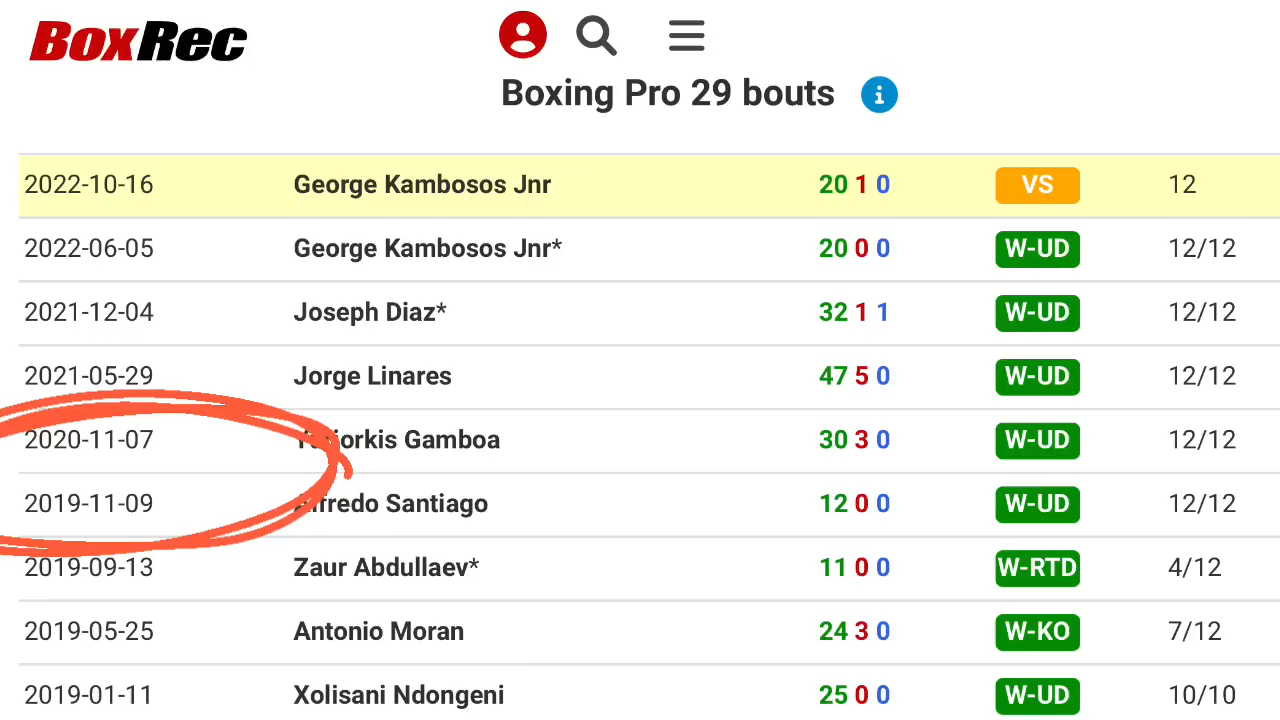 BoxRec
Boxing Pro 29 bouts
2022-10-16 George Kambosos Jnr 20 1 0 VS 12
2022-06-05 George Kambosos Jnr* 20 0 0 W-UD 12/12
2021-12-04 Joseph Diaz* 32 1 1 W-UD 12/12
2021-05-29 Jorge Linares 47 5 0 W-UD 12/12
2020-11-07 Yuriorkis Gamboa 30 3 0 W-UD 12/12
2019-11-09 Alfredo Santiago 12 0 0 W-UD 12/12
2019-09-13 Zaur Abdullaev* 11 0 0 W-RTD 4/12
2019-05-25 Antonio Moran 24 3 0 W-KO 7/12
2019-01-11 Xolisani Ndongeni 25 0 0 W-UD 10/10